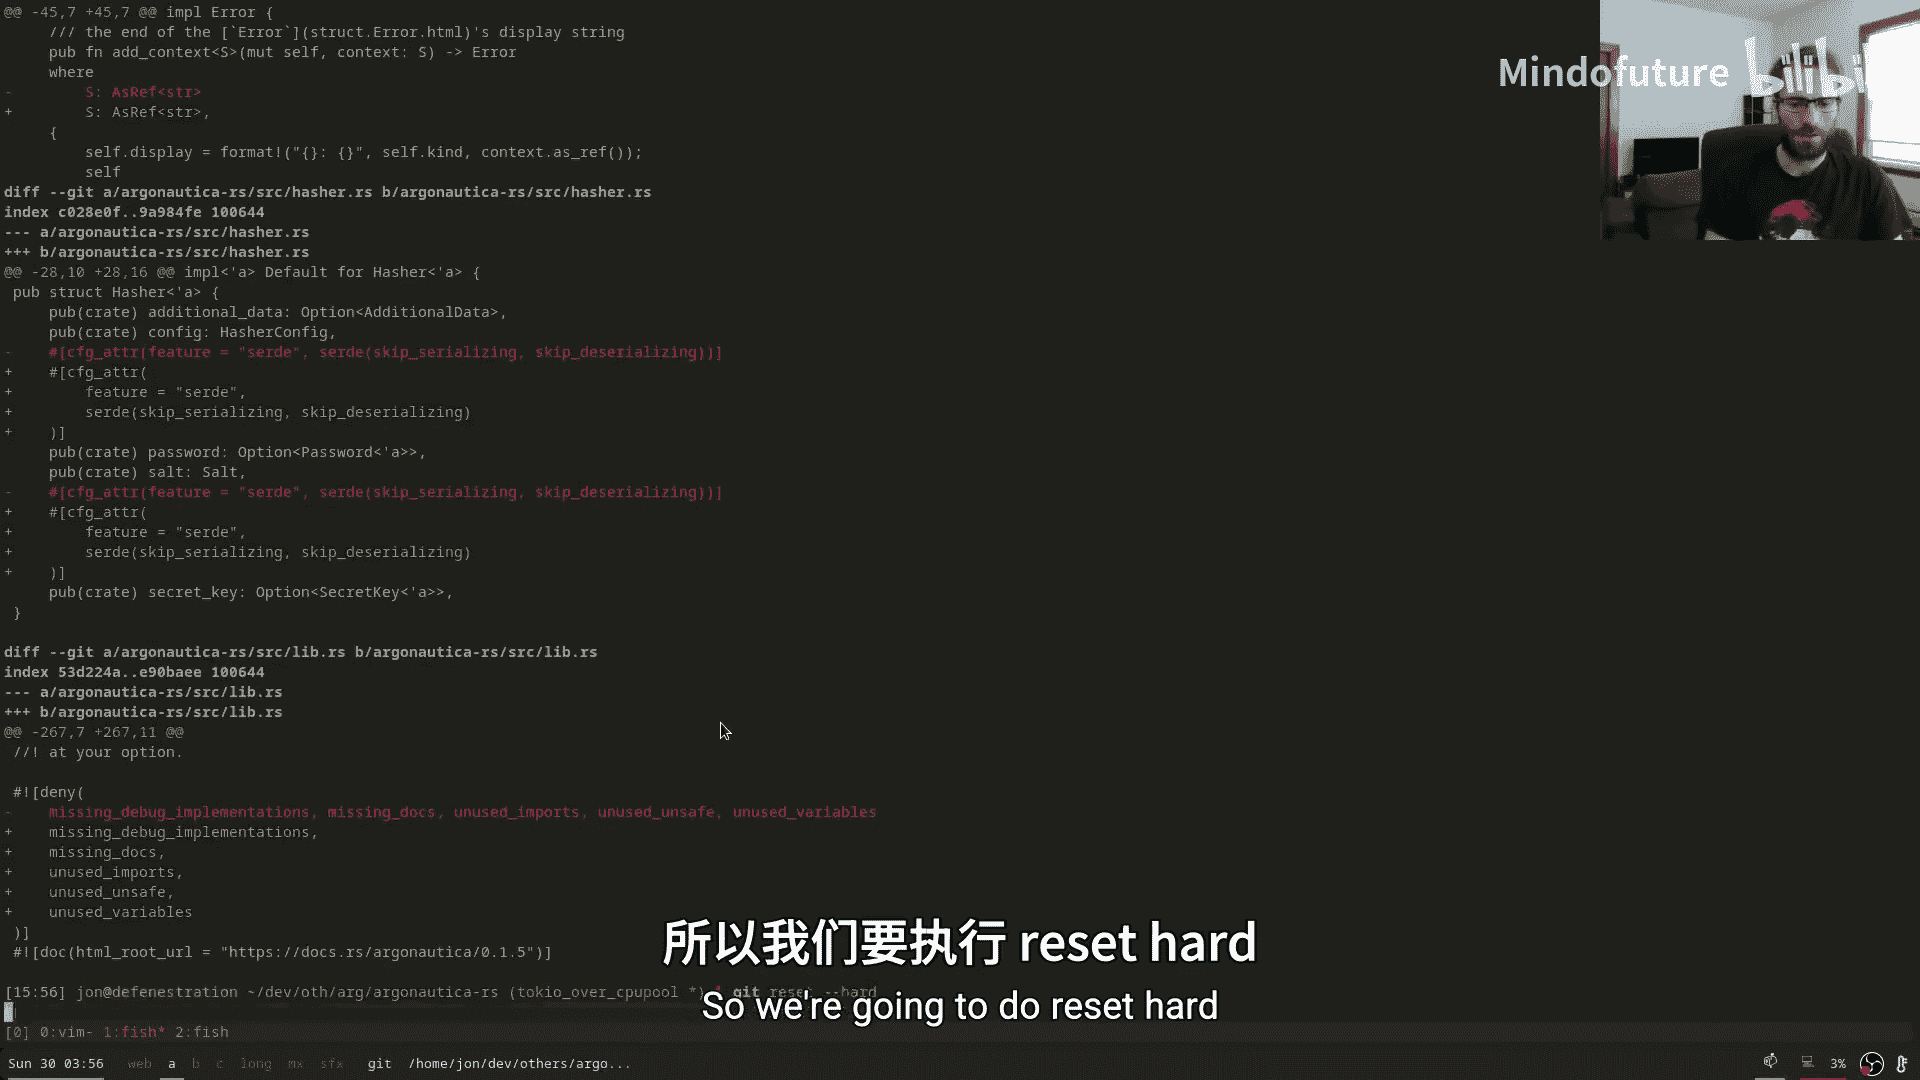 @@ -45,7 +45,7 @@ impl Error {
/// the end of the [`Error`](struct.Error.html)'s display string
pub fn add_context<S>(mut self, context: S) -> Error
where
- S: AsRef<str>
+ S: AsRef<str>,
{
self.display = format!("{}: {}", self.kind, context.as_ref());
self
diff --git a/argonautica-rs/src/hasher.rs b/argonautica-rs/src/hasher.rs
index c028e0f..9a984fe 100644
--- a/argonautica-rs/src/hasher.rs
+++ b/argonautica-rs/src/hasher.rs
@@ -28,10 +28,16 @@ impl<'a> Default for Hasher<'a> {
pub struct Hasher<'a> {
pub(crate) additional_data: Option<AdditionalData>,
pub(crate) config: HasherConfig,
- #[cfg_attr(feature = "serde", serde(skip_serializing, skip_deserializing))]
+ #[cfg_attr(
+ feature = "serde",
+ serde(skip_serializing, skip_deserializing)
+ )]
pub(crate) password: Option<Password<'a>>,
pub(crate) salt: Salt,
- #[cfg_attr(feature = "serde", serde(skip_serializing, skip_deserializing))]
+ #[cfg_attr(
+ feature = "serde",
+ serde(skip_serializing, skip_deserializing)
+ )]
pub(crate) secret_key: Option<SecretKey<'a>>,
}
diff --git a/argonautica-rs/src/lib.rs b/argonautica-rs/src/lib.rs
index 53d224a..e90baee 100644
--- a/argonautica-rs/src/lib.rs
+++ b/argonautica-rs/src/lib.rs
@@ -267,7 +267,11 @@
//! at your option.
#![deny(
- missing_debug_implementations, missing_docs, unused_imports, unused_unsafe, unused_variables
+ missing_debug_implementations,
+ missing_docs,
+ unused_imports,
+ unused_unsafe,
+ unused_variables
)]
#![doc(html_root_url = "https://docs.rs/argonautica/0.1.5")]
[15:56] jon@defenestration ~/dev/oth/arg/argonautica-rs (tokio_over_cpupool *) git reset --hard
[0] 0:vim- 1:fish* 2:fish
Sun 30 03:56 web a b c long mx sfx git /home/jon/dev/others/argo... 3%
Mindofuture
所以我们要执行 reset hard
So we're going to do reset hard